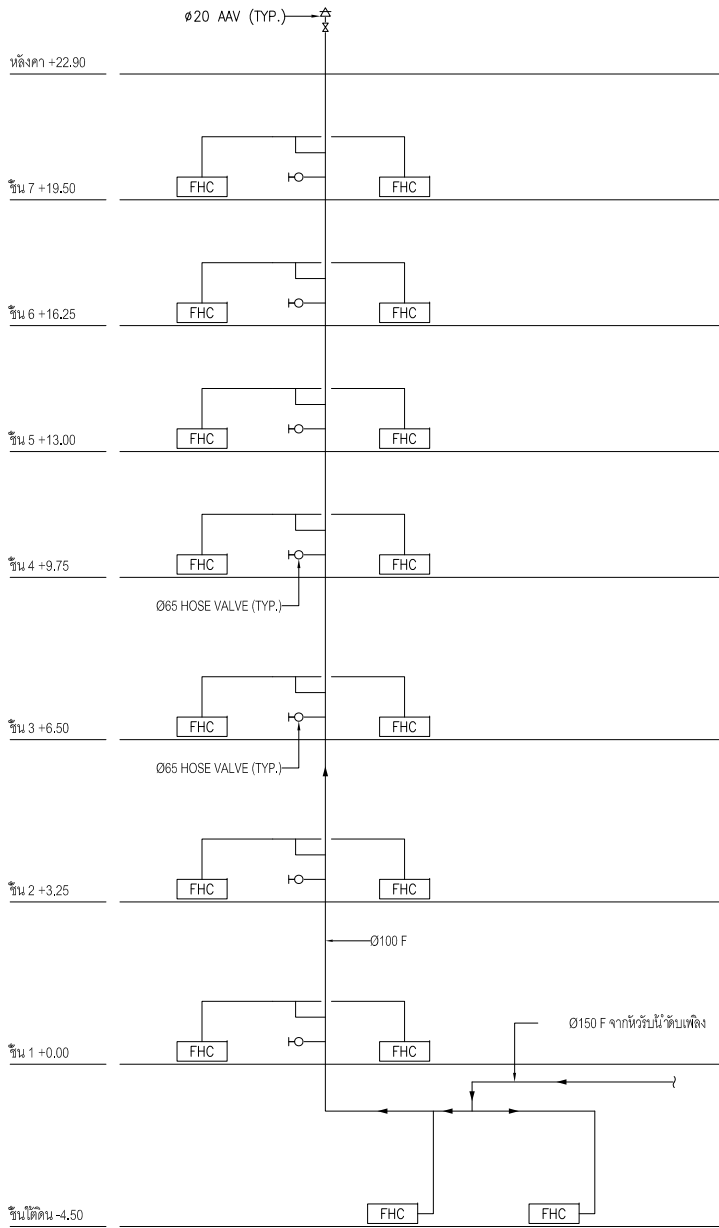 ø20 AAV (TYP.)
หลังคา +22.90
FHC FHC
ชั้น 7 +19.50
FHC FHC
ชั้น 6 +16.25
FHC FHC
ชั้น 5 +13.00
FHC FHC
ชั้น 4 +9.75
Ø65 HOSE VALVE (TYP.)
FHC FHC
ชั้น 3 +6.50
Ø65 HOSE VALVE (TYP.)
FHC FHC
ชั้น 2 +3.25
Ø100 F
Ø150 F จากหัวรับน้ำดับเพลิง
FHC FHC
ชั้น 1 +0.00
FHC FHC
ชั้นใต้ดิน -4.50